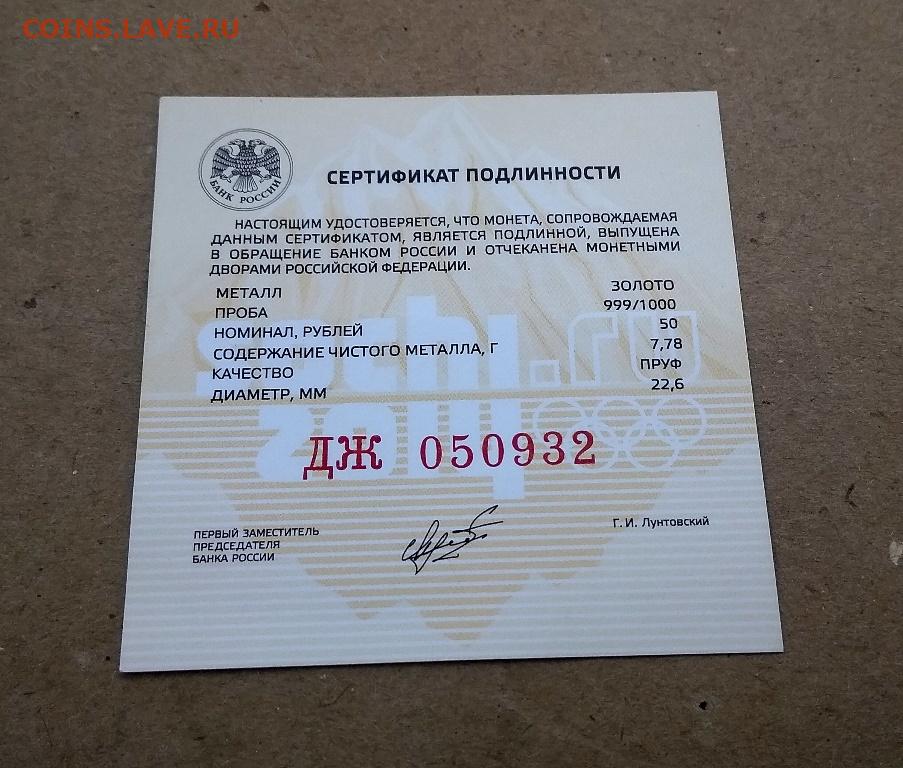 COINS.LAVE.RU
БАНК РОССИИ
СЕРТИФИКАТ ПОДЛИННОСТИ
НАСТОЯЩИМ УДОСТОВЕРЯЕТСЯ, ЧТО МОНЕТА, СОПРОВОЖДАЕМАЯ
ДАННЫМ СЕРТИФИКАТОМ, ЯВЛЯЕТСЯ ПОДЛИННОЙ, ВЫПУЩЕНА
В ОБРАЩЕНИЕ БАНКОМ РОССИИ И ОТЧЕКАНЕНА МОНЕТНЫМИ
ДВОРАМИ РОССИЙСКОЙ ФЕДЕРАЦИИ.
МЕТАЛЛ ЗОЛОТО
ПРОБА 999/1000
НОМИНАЛ, РУБЛЕЙ 50
СОДЕРЖАНИЕ ЧИСТОГО МЕТАЛЛА, Г 7,78
КАЧЕСТВО ПРУФ
ДИАМЕТР, ММ 22,6
sochi.ru
2014
ДЖ 050932
ПЕРВЫЙ ЗАМЕСТИТЕЛЬ
ПРЕДСЕДАТЕЛЯ
БАНКА РОССИИ
Г. И. Лунтовский